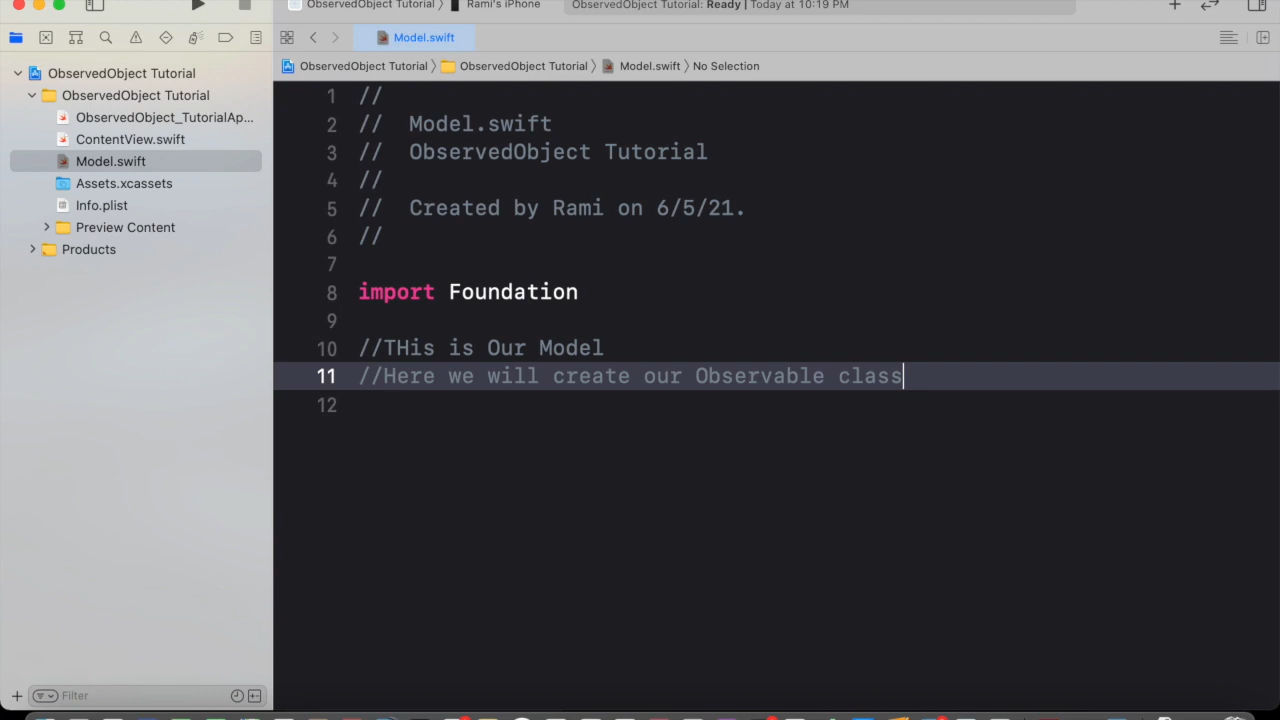 ObservedObject Tutorial 〉 Rami's iPhone
ObservedObject Tutorial: Ready | Today at 10:19 PM
Model.swift
ObservedObject Tutorial 〉 ObservedObject Tutorial 〉 Model.swift 〉 No Selection
ObservedObject Tutorial
ObservedObject Tutorial
ObservedObject_TutorialAp...
ContentView.swift
Model.swift
Assets.xcassets
Info.plist
Preview Content
Products
Filter
1 //
2 //  Model.swift
3 //  ObservedObject Tutorial
4 //
5 //  Created by Rami on 6/5/21.
6 //
7
8 import Foundation
9
10 //THis is Our Model
11 //Here we will create our Observable class
12